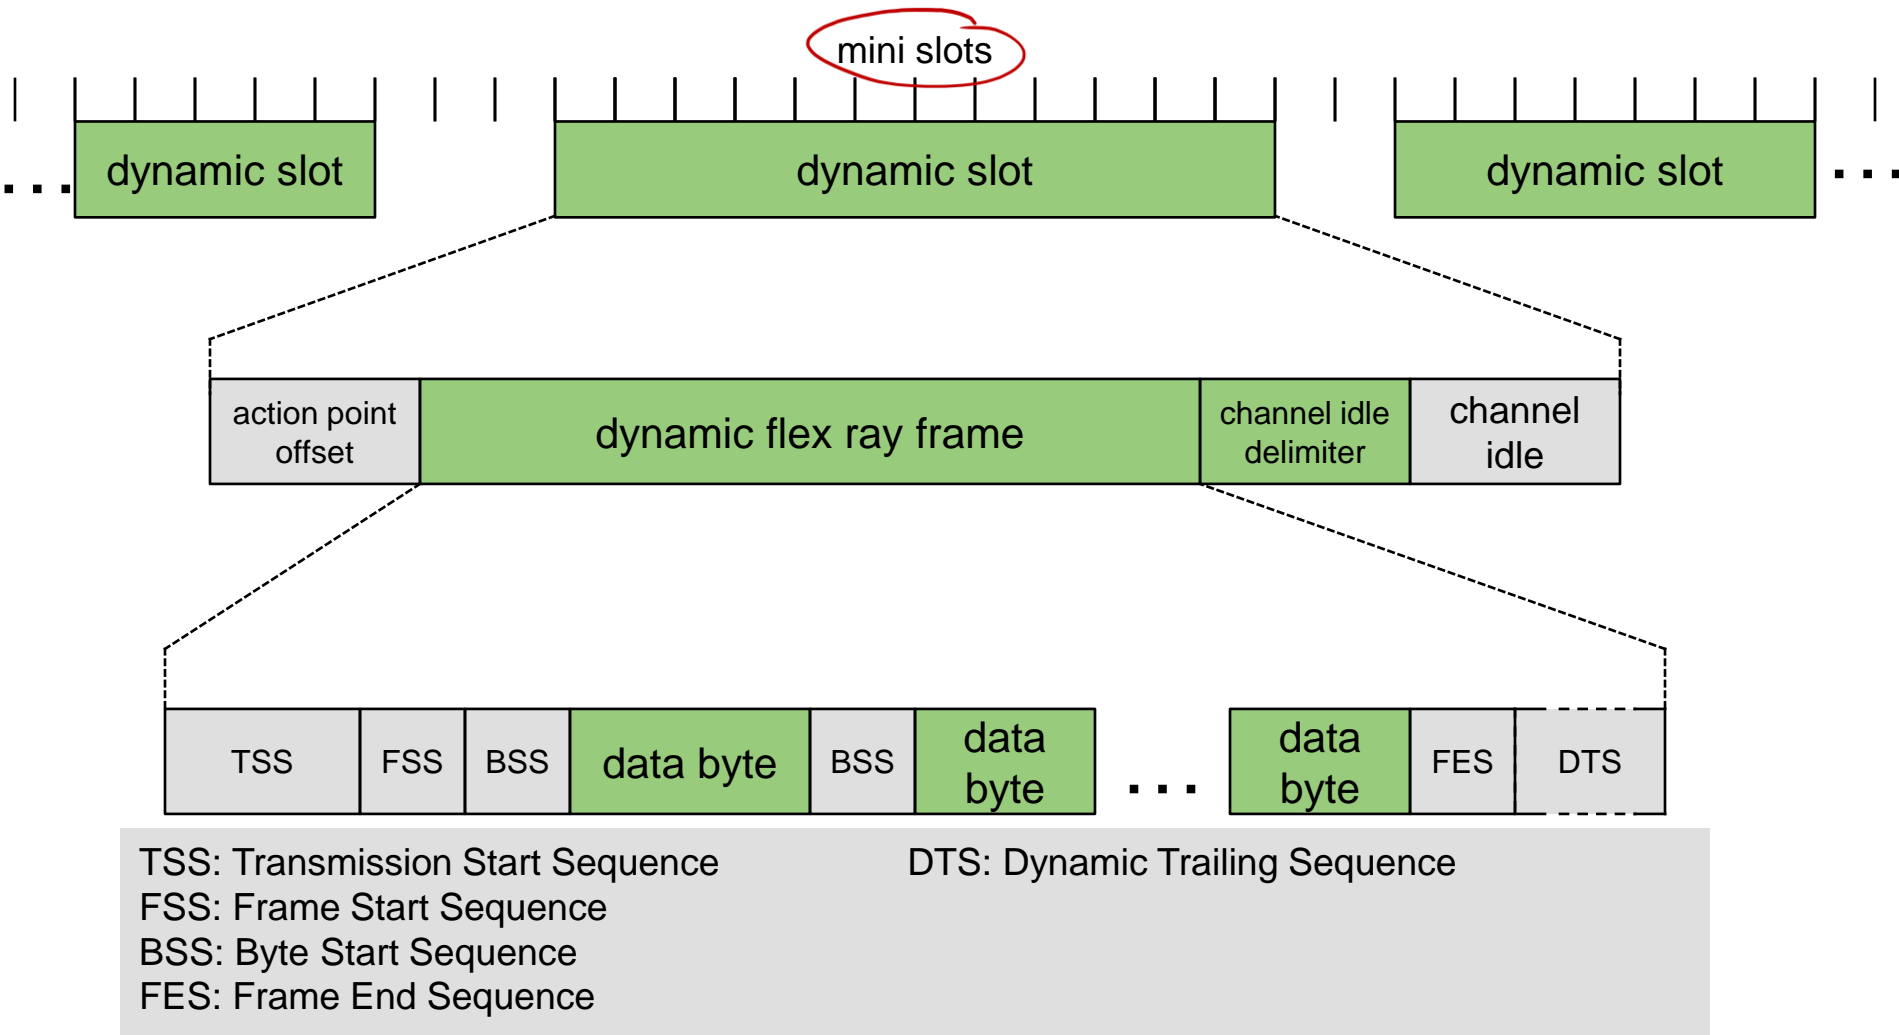 mini slots
dynamic slot
dynamic slot
dynamic slot
...
...
action point
offset
dynamic flex ray frame
channel idle
delimiter
channel
idle
TSS
FSS
BSS
data byte
BSS
data
byte
...
data
byte
FES
DTS
TSS: Transmission Start Sequence
DTS: Dynamic Trailing Sequence
FSS: Frame Start Sequence
BSS: Byte Start Sequence
FES: Frame End Sequence